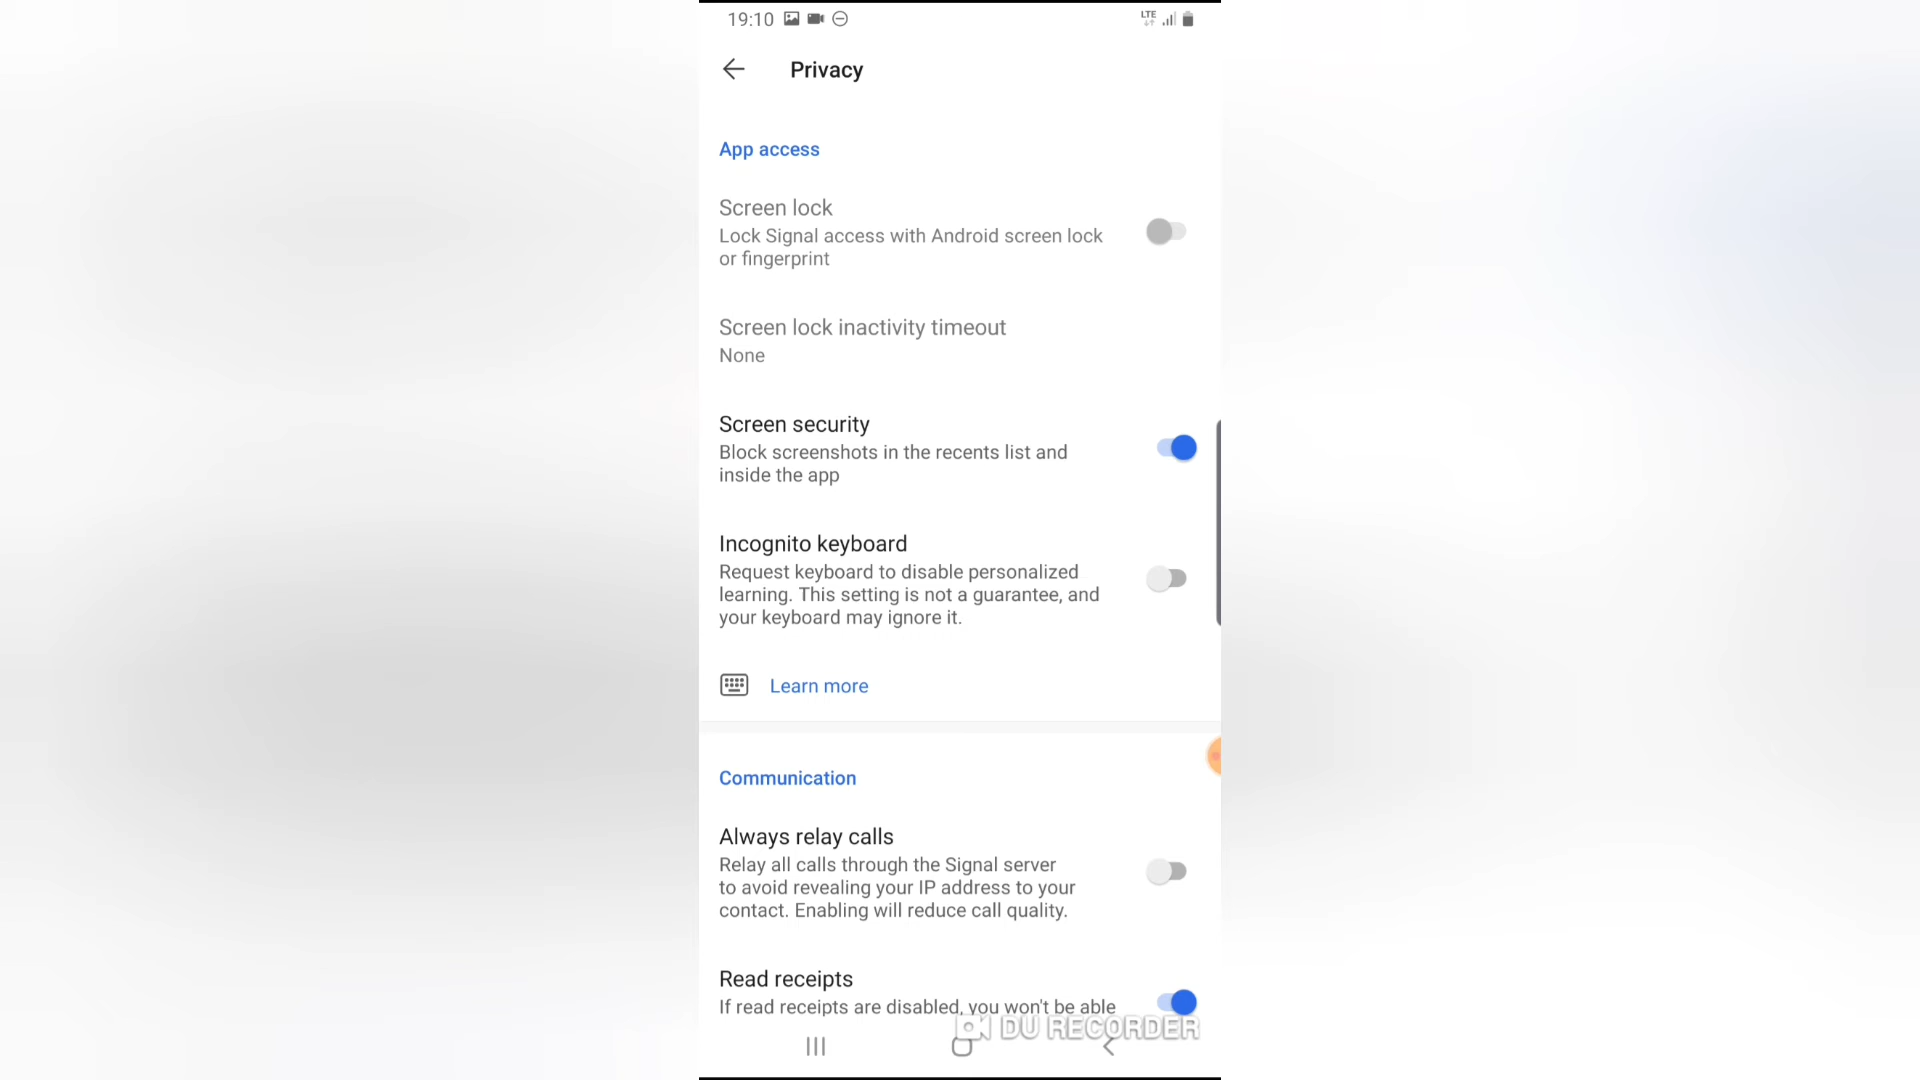 19:10
LTE
Privacy
App access
Screen lock
Lock Signal access with Android screen lock
or fingerprint
Screen lock inactivity timeout
None
Screen security
Block screenshots in the recents list and
inside the app
Incognito keyboard
Request keyboard to disable personalized
learning. This setting is not a guarantee, and
your keyboard may ignore it.
Learn more
Communication
Always relay calls
Relay all calls through the Signal server
to avoid revealing your IP address to your
contact. Enabling will reduce call quality.
Read receipts
If read receipts are disabled, you won't be able
DU RECORDER